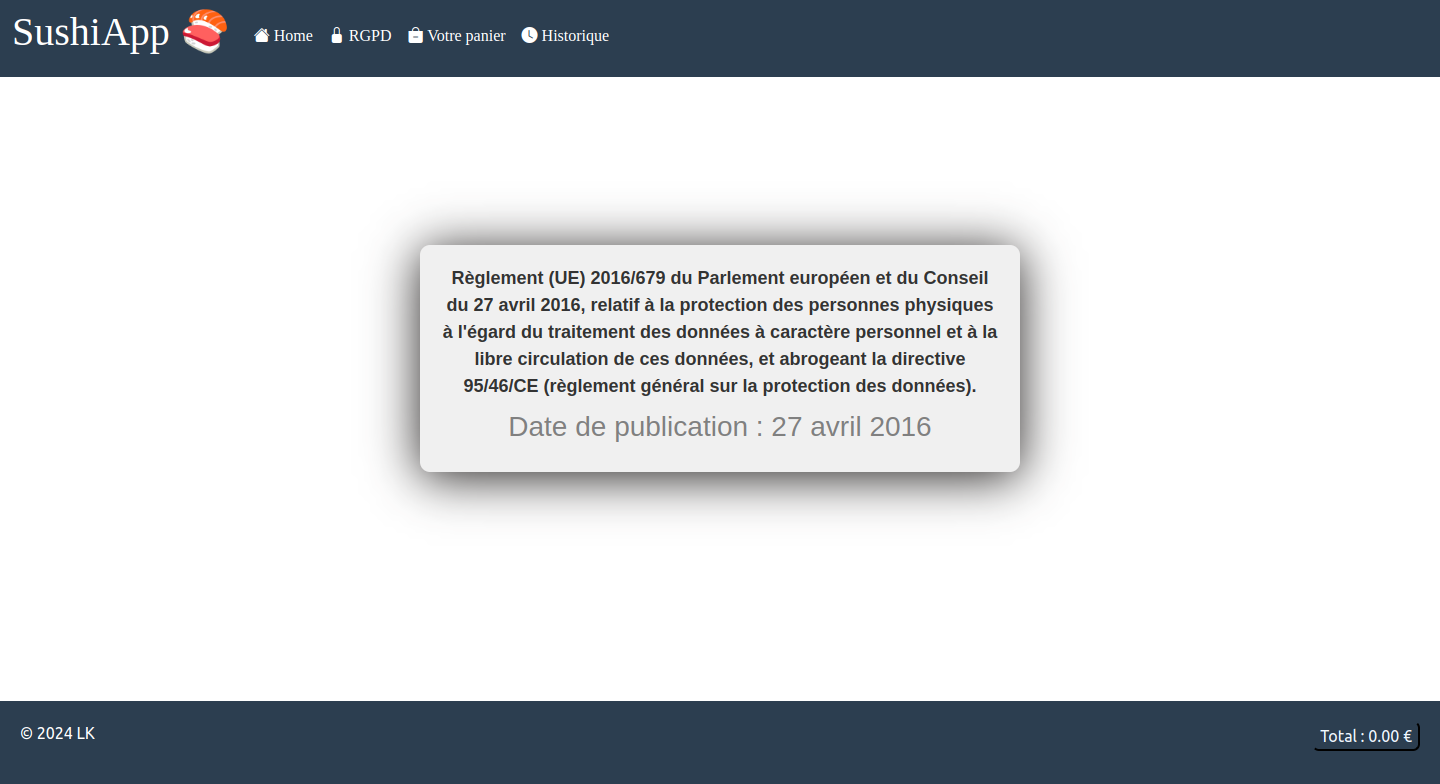 SushiApp
Home
RGPD
Votre panier
Historique
Règlement (UE) 2016/679 du Parlement européen et du Conseil
du 27 avril 2016, relatif à la protection des personnes physiques
à l'égard du traitement des données à caractère personnel et à la
libre circulation de ces données, et abrogeant la directive
95/46/CE (règlement général sur la protection des données).
Date de publication : 27 avril 2016
© 2024 LK
Total : 0.00 €